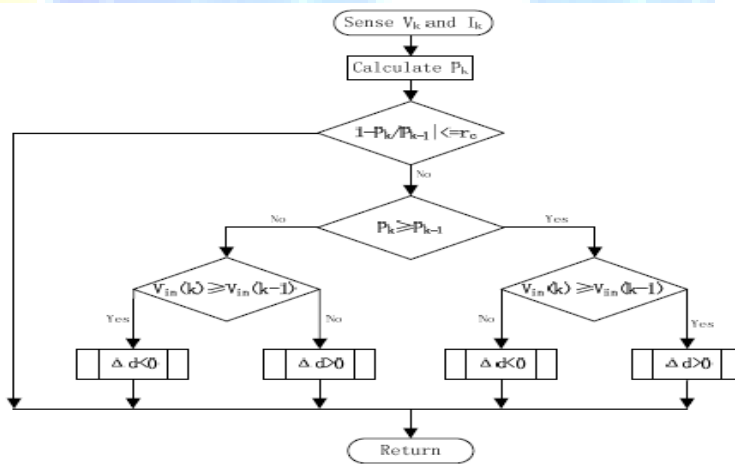 Sense Vₖ and Iₖ
Calculate Pₖ
1-Pₖ/Pₖ₋₁|<=r꜀
No
No
Pₖ≥Pₖ₋₁
Yes
Vᵢₙ(k)≥Vᵢₙ(k-1)
Vᵢₙ(k)≥Vᵢₙ(k-1)
Yes
No
No
Yes
Δd<0
Δd>0
Δd<0
Δd>0
Return